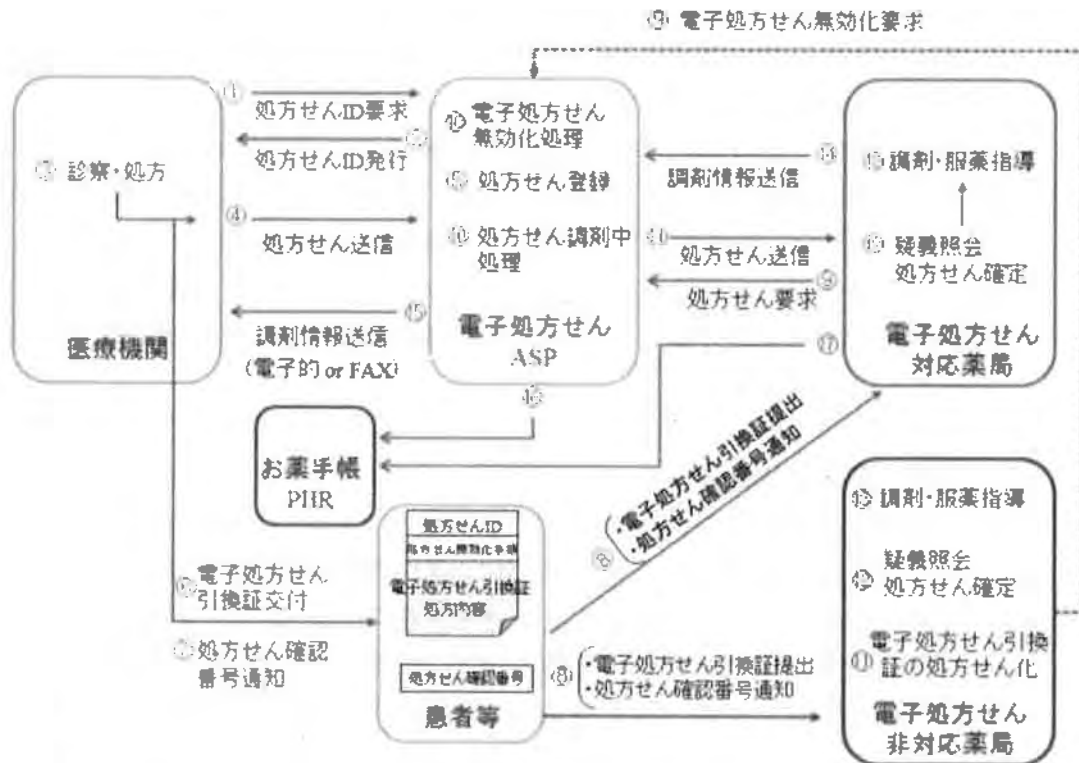 ⑨ 電子処方せん無効化要求
①
処方せんID要求
②
処方せんID発行
③ 診察・処方
④
処方せん送信
⑮
調剤情報送信
(電子的 or FAX)
医療機関
⑩ 電子処方せん
無効化処理
⑤ 処方せん登録
⑩ 処方せん調剤中
処理
電子処方せん
ASP
⑭
調剤情報送信
⑪
処方せん送信
⑨
処方せん要求
⑰
⑬ 調剤・服薬指導
⑫ 疑義照会
処方せん確定
電子処方せん
対応薬局
⑯
お薬手帳
PHR
⑥ 電子処方せん
引換証交付
⑦ 処方せん確認
番号通知
処方せんID
電子処方せん引換証
処方内容
処方せん確認番号
患者等
⑧
・電子処方せん引換証提出
・処方せん確認番号通知
⑧
・電子処方せん引換証提出
・処方せん確認番号通知
⑬ 調剤・服薬指導
⑫ 疑義照会
処方せん確定
⑪ 電子処方せん引換
証の処方せん化
電子処方せん
非対応薬局